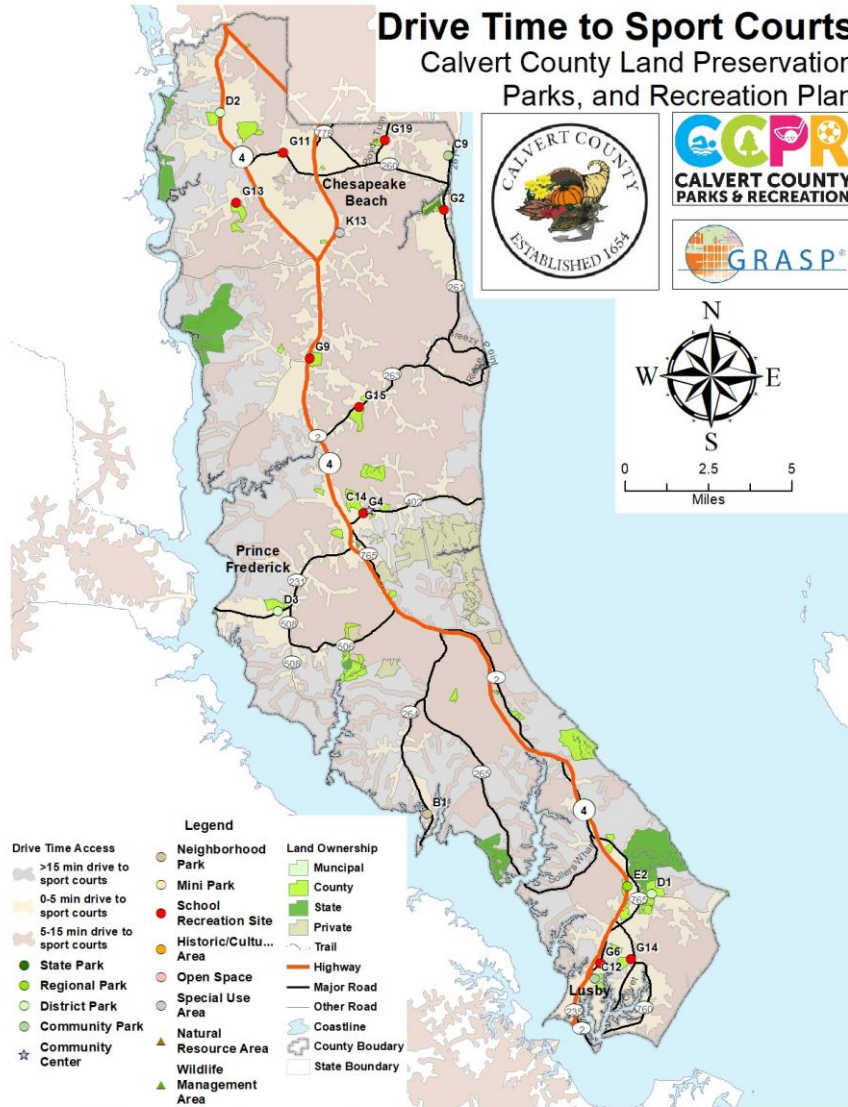 Drive Time to Sport Courts
Calvert County Land Preservation
Parks, and Recreation Plan
CALVERT COUNTY
ESTABLISHED 1654
CCPR
CALVERT COUNTY
PARKS & RECREATION
GRASP®
N
W E
S
0 2.5 5
Miles
D2
4
G11
778
G19
C9
260
Chesapeake
Beach
G13
G2
K13
261
G9
263
G15
2
4
C14
G4
402
Prince
Frederick
765
231
D3
508
506
508
2
264
265
B1
4
E2
D1
765
G6
G14
C12
Lusby
235
760
2
Legend
Drive Time Access
>15 min drive to
sport courts
0-5 min drive to
sport courts
5-15 min drive to
sport courts
State Park
Regional Park
District Park
Community Park
Community
Center
Neighborhood
Park
Mini Park
School
Recreation Site
Historic/Cultu...
Area
Open Space
Special Use
Area
Natural
Resource Area
Wildlife
Management
Area
Land Ownership
Muncipal
County
State
Private
Trail
Highway
Major Road
Other Road
Coastline
County Boudary
State Boundary